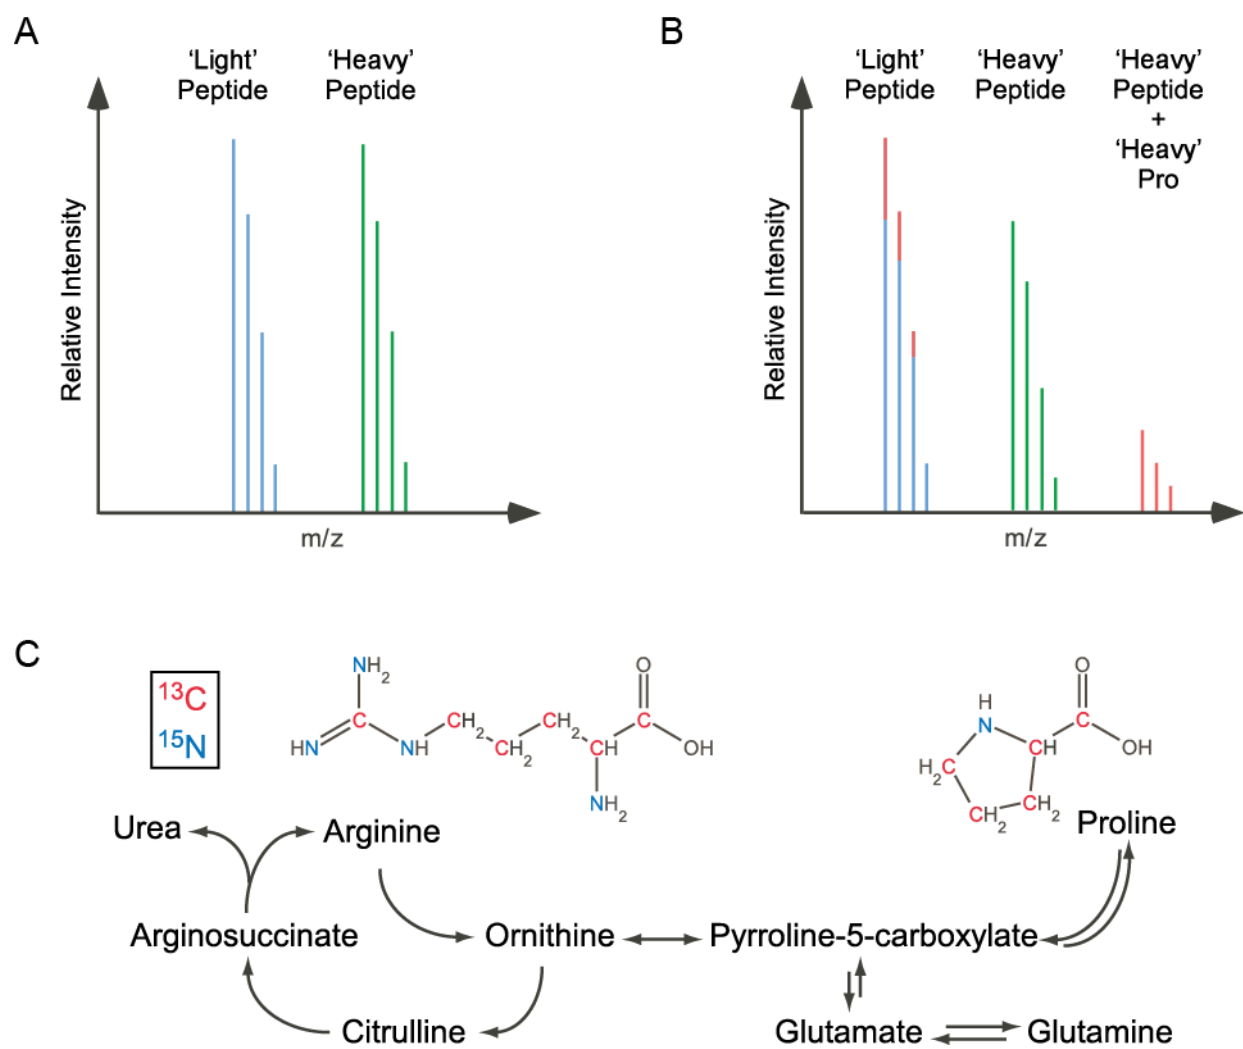 A
‘Light’
Peptide
‘Heavy’
Peptide
Relative Intensity
m/z
B
‘Light’
Peptide
‘Heavy’
Peptide
‘Heavy’
Peptide
+
‘Heavy’
Pro
Relative Intensity
m/z
C
13C
15N
NH2
HN
C
NH
CH2
CH2
CH2
CH
NH2
C
O
OH
H
N
H2C
CH2
CH2
CH
C
O
OH
Urea
Arginine
Proline
Arginosuccinate
Ornithine
Pyrroline-5-carboxylate
Citrulline
Glutamate
Glutamine